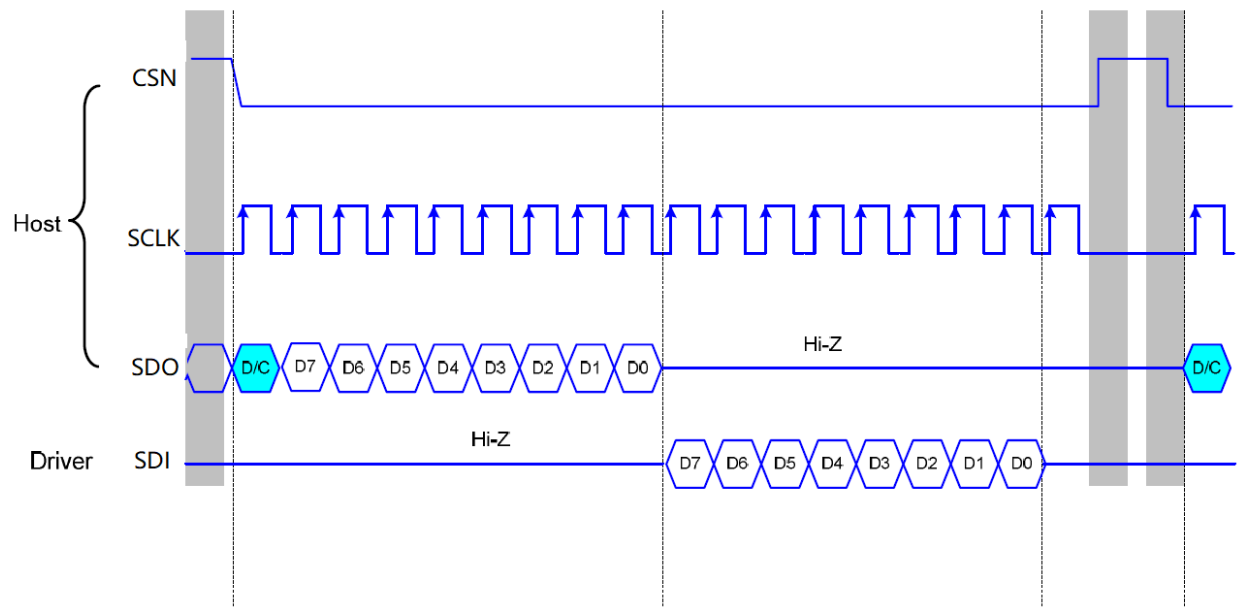 CSN
Host
SCLK
Hi-Z
SDO D/C D7 D6 D5 D4 D3 D2 D1 D0 D/C
Hi-Z
Driver SDI D7 D6 D5 D4 D3 D2 D1 D0